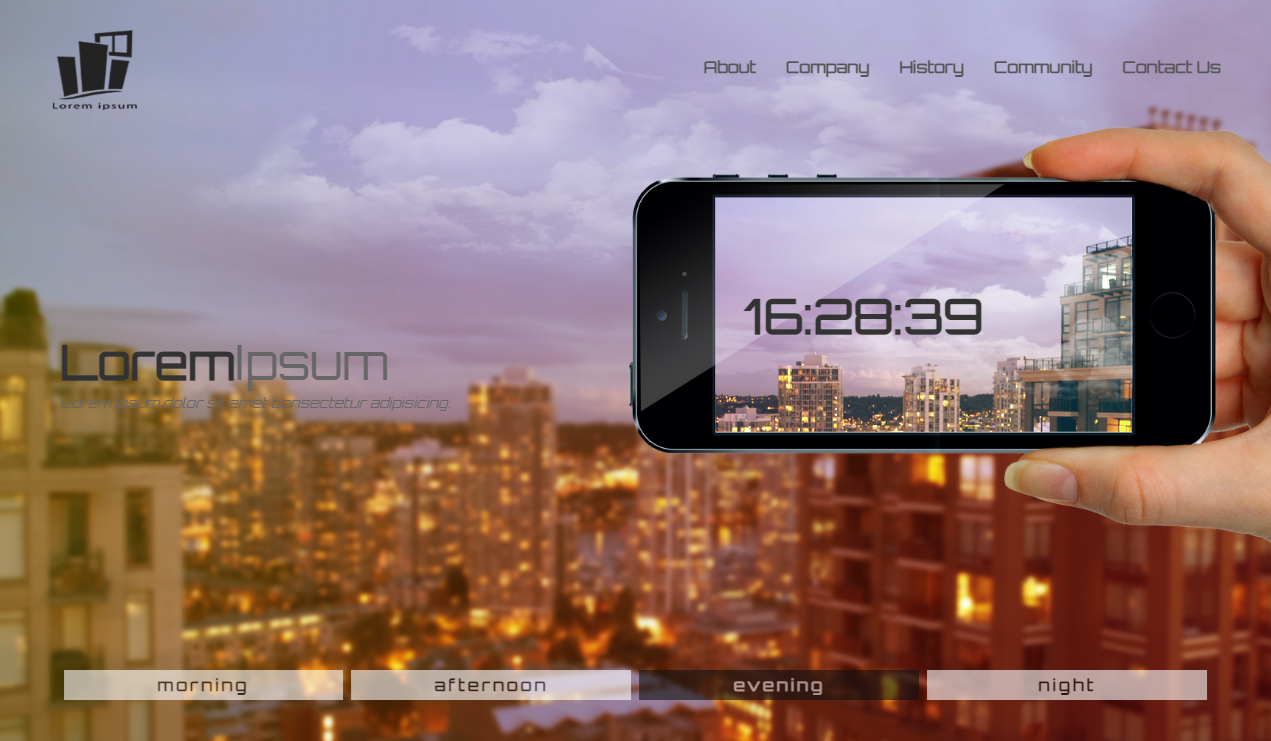 Lorem ipsum
About Company History Community Contact Us
16:28:39
LoremIpsum
Lorem ipsum dolor sit amet consectetur adipisicing.
morning afternoon evening night